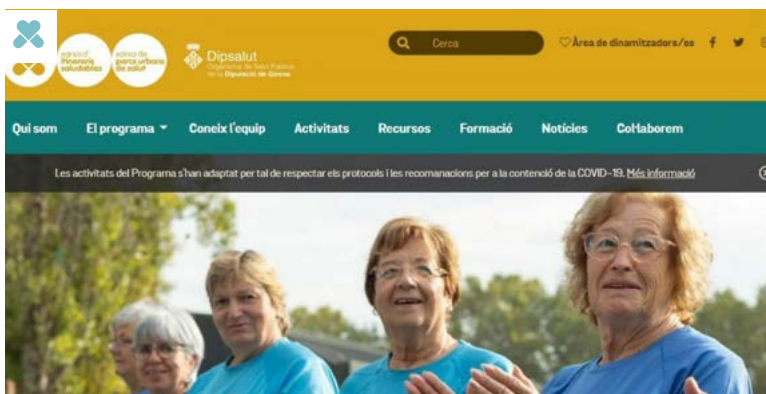 xarxa d'
itineraris
saludables
xarxa de
parcs urbans
de salut
Dipsalut
Organisme de Salut Pública
de la Diputació de Girona
Cerca
Àrea de dinamitzadors/es
Qui som El programa Coneix l'equip Activitats Recursos Formació Notícies Col·laborem
Les activitats del Programa s'han adaptat per tal de respectar els protocols i les recomanacions per a la contenció de la COVID-19. Més informació